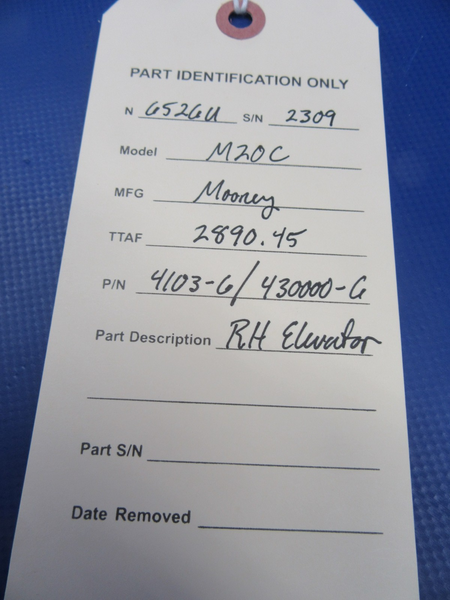 PART IDENTIFICATION ONLY
N 6526U S/N 2309
Model M20C
MFG Mooney
TTAF 2890.45
P/N 4103-6/430000-G
Part Description RH Elevator
Part S/N
Date Removed